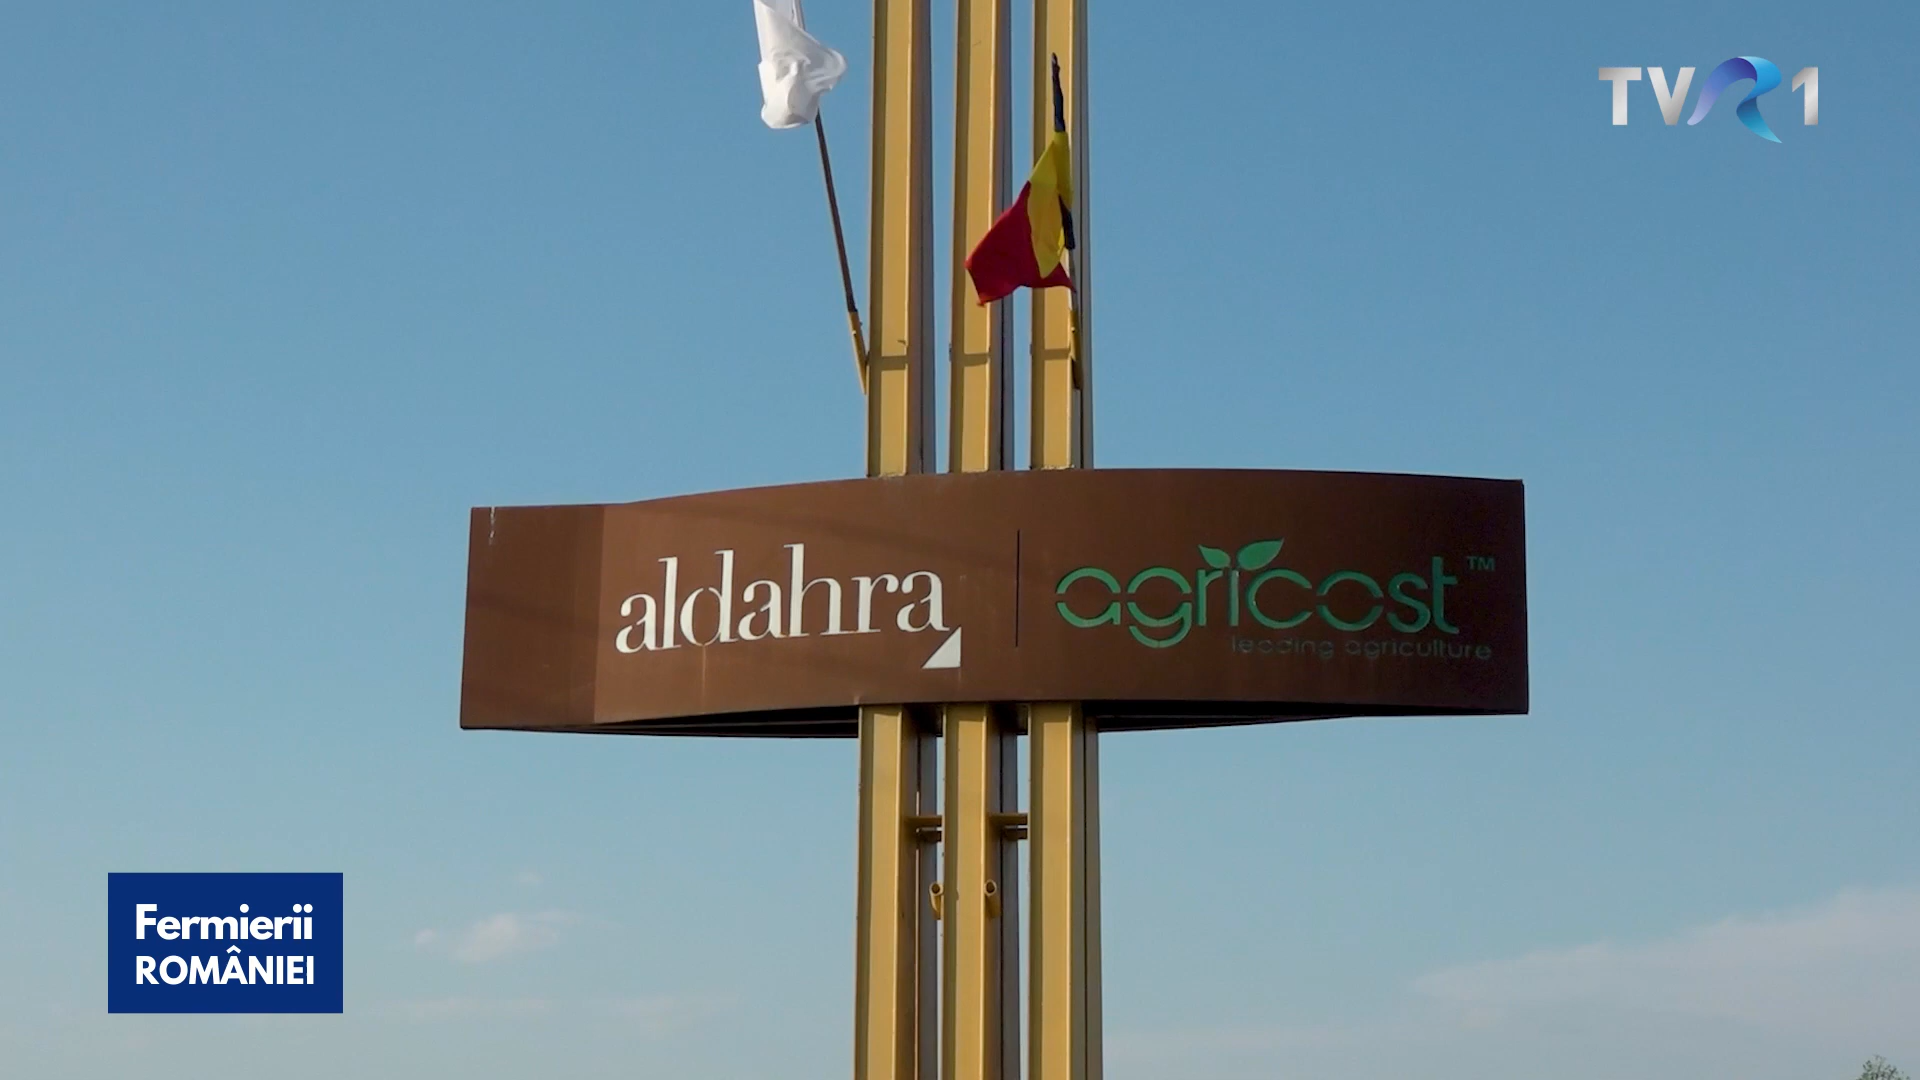 TVR1
aldahra
agricost™
leading agriculture
Fermierii
ROMÂNIEI